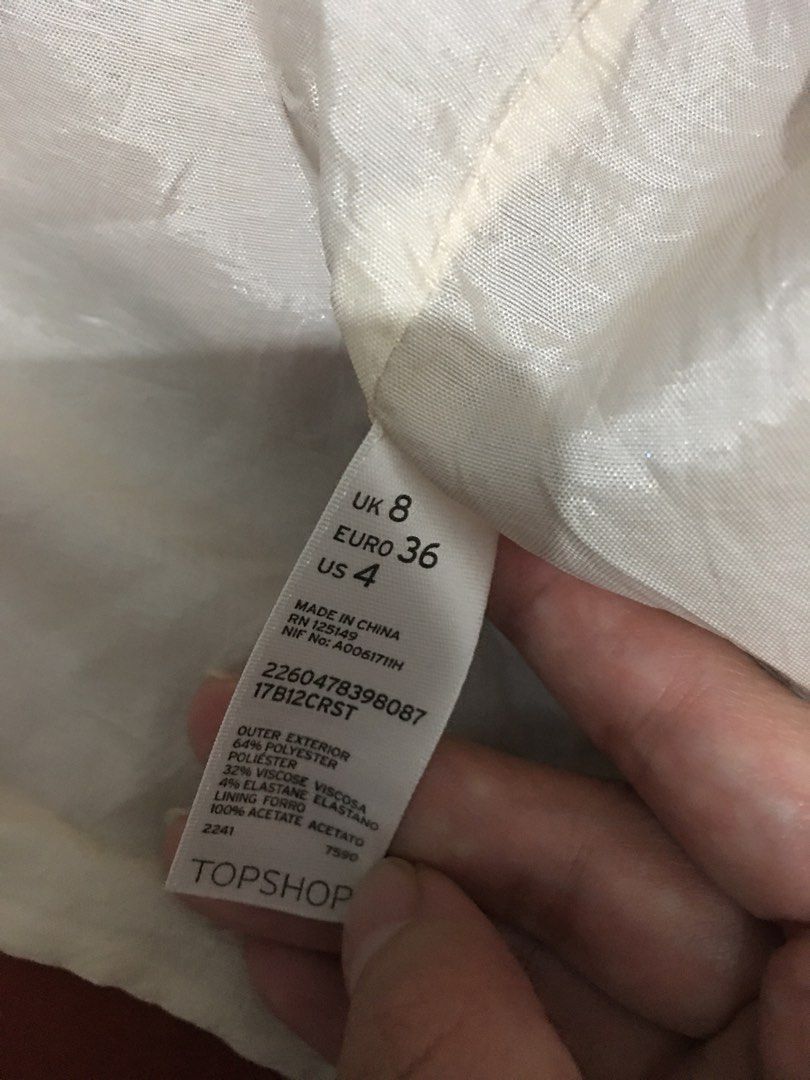 UK 8
EURO 36
US 4
MADE IN CHINA
RN 125149
NIF No: A0061711H
2260478398087
17B12CRST
OUTER EXTERIOR
64% POLYESTER
POLIÉSTER
32% VISCOSE VISCOSA
4% ELASTANE ELASTANO
LINING FORRO
100% ACETATE ACETATO
2241
7590
TOPSHOP